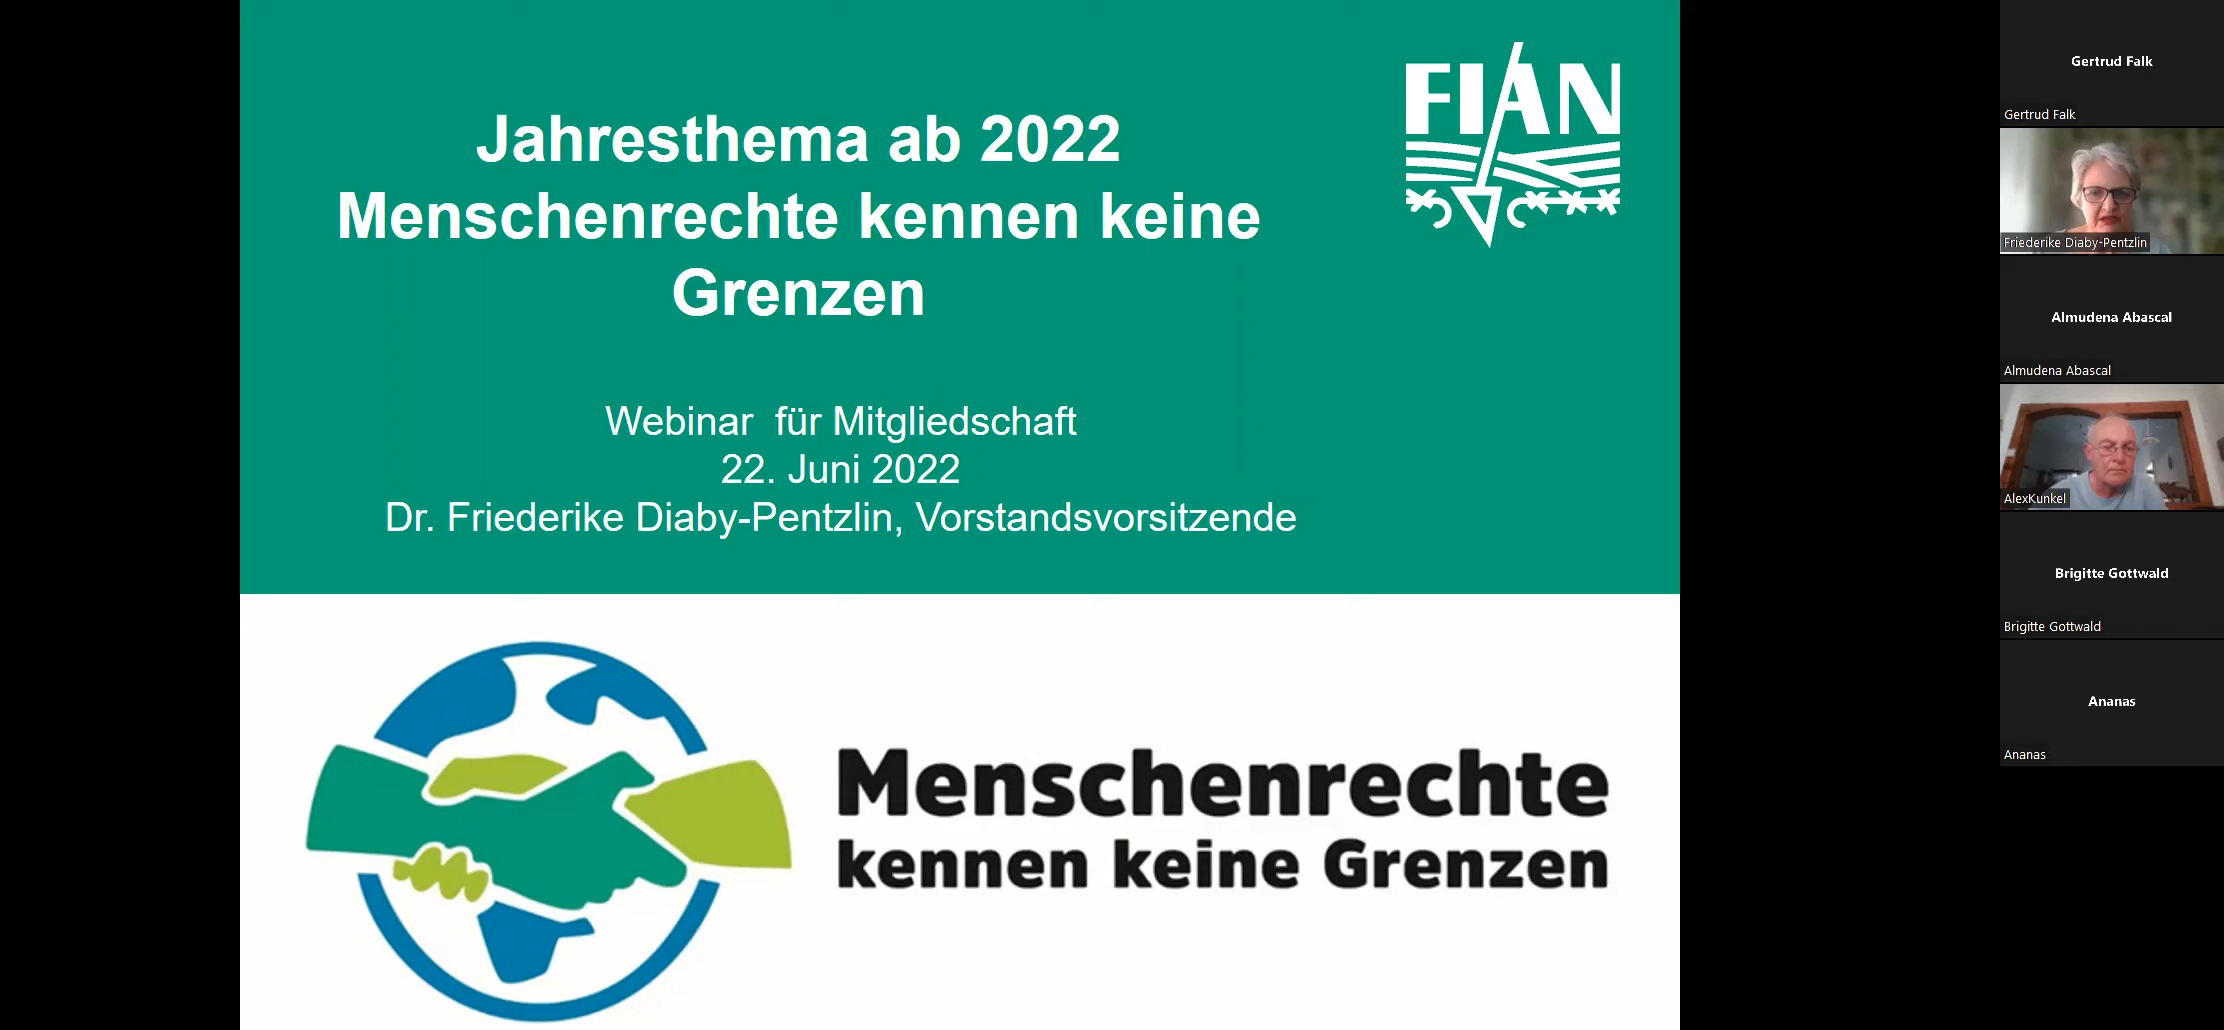 FIAN
Jahresthema ab 2022
Menschenrechte kennen keine
Grenzen
Webinar  für Mitgliedschaft
22. Juni 2022
Dr. Friederike Diaby-Pentzlin, Vorstandsvorsitzende
Menschenrechte
kennen keine Grenzen
Gertrud Falk
Gertrud Falk
Friederike Diaby-Pentzlin
Almudena Abascal
Almudena Abascal
AlexKunkel
Brigitte Gottwald
Brigitte Gottwald
Ananas
Ananas